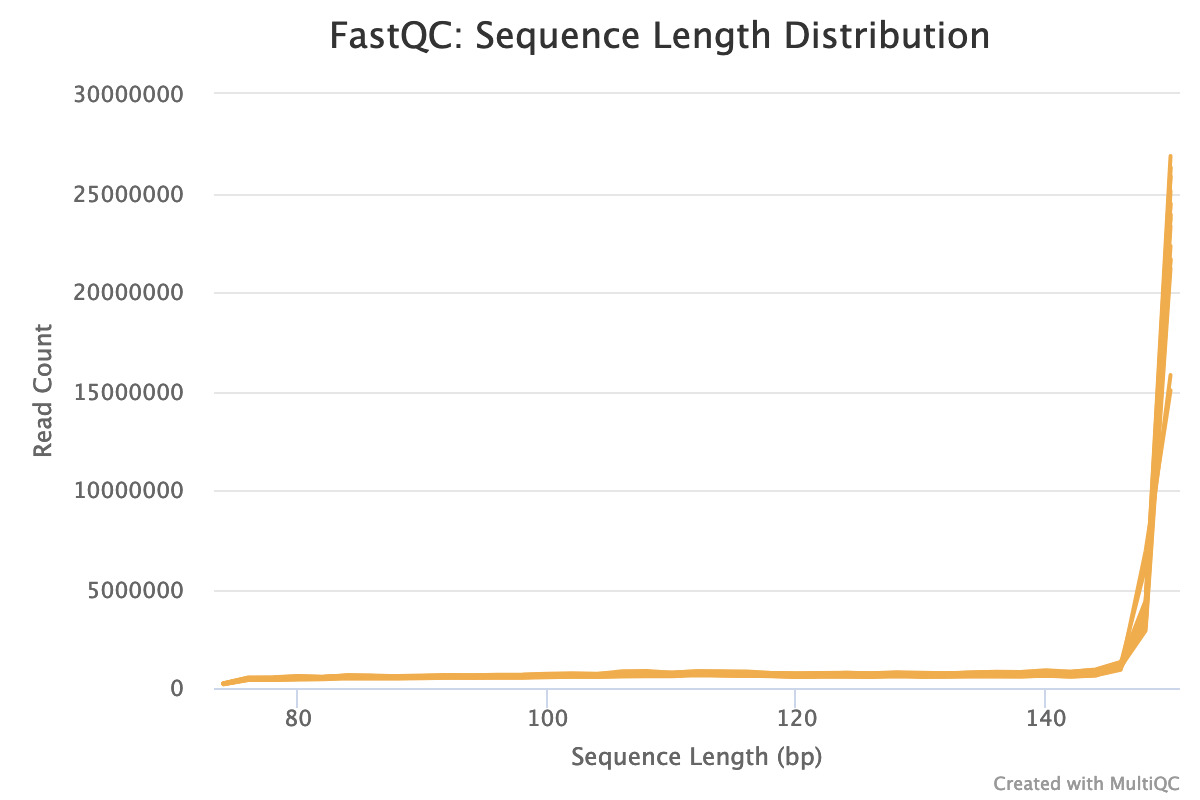 FastQC: Sequence Length Distribution
30000000
25000000
20000000
15000000
10000000
5000000
0
Read Count
80
100
120
140
Sequence Length (bp)
Created with MultiQC